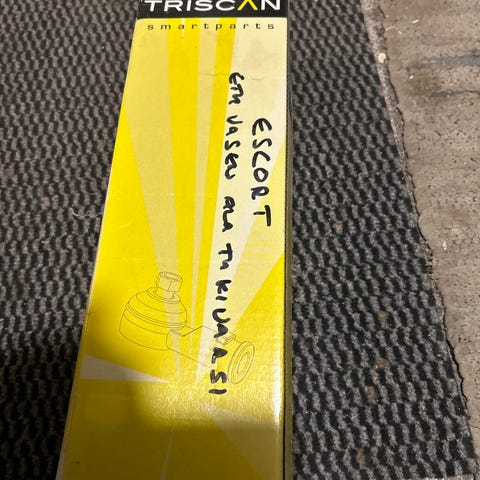 TRISCAN
smartparts
ESCORT
ETU VASEN ALA TUKIVARSI